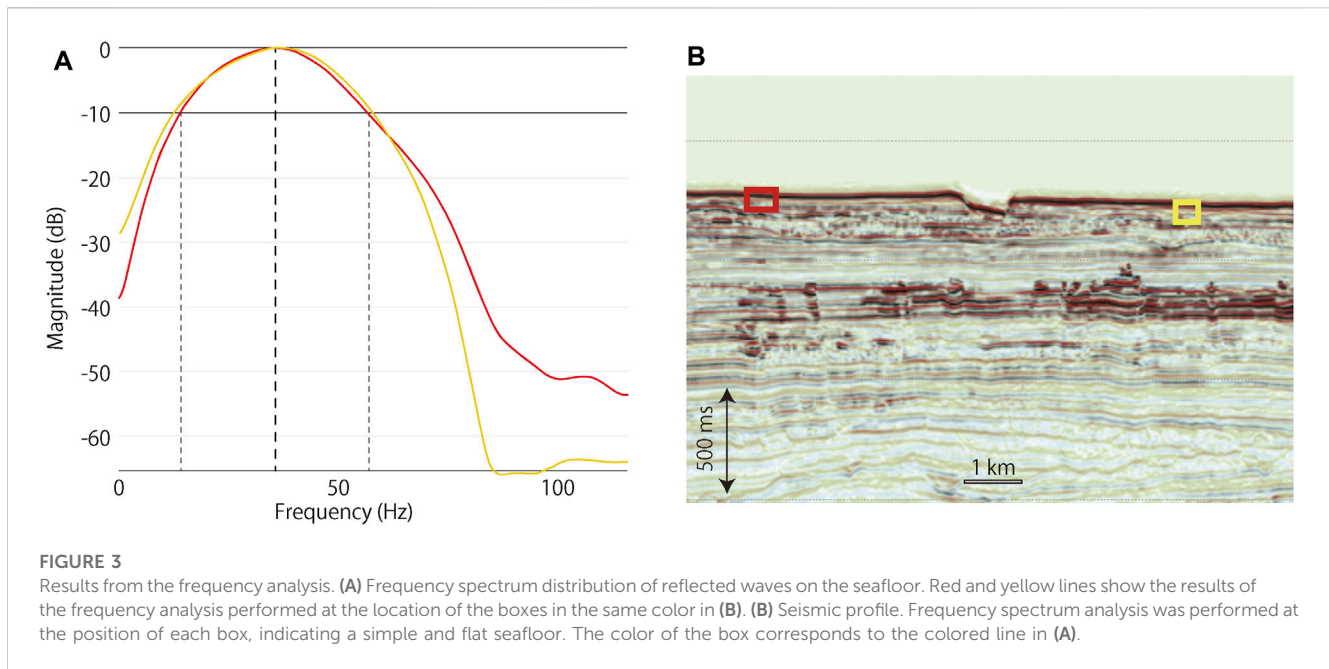 A
0
-10
-20
-30
-40
-50
-60
Magnitude (dB)
0 50 100
Frequency (Hz)
B
500 ms
1 km
FIGURE 3
Results from the frequency analysis. (A) Frequency spectrum distribution of reflected waves on the seafloor. Red and yellow lines show the results of
the frequency analysis performed at the location of the boxes in the same color in (B). (B) Seismic profile. Frequency spectrum analysis was performed at
the position of each box, indicating a simple and flat seafloor. The color of the box corresponds to the colored line in (A).